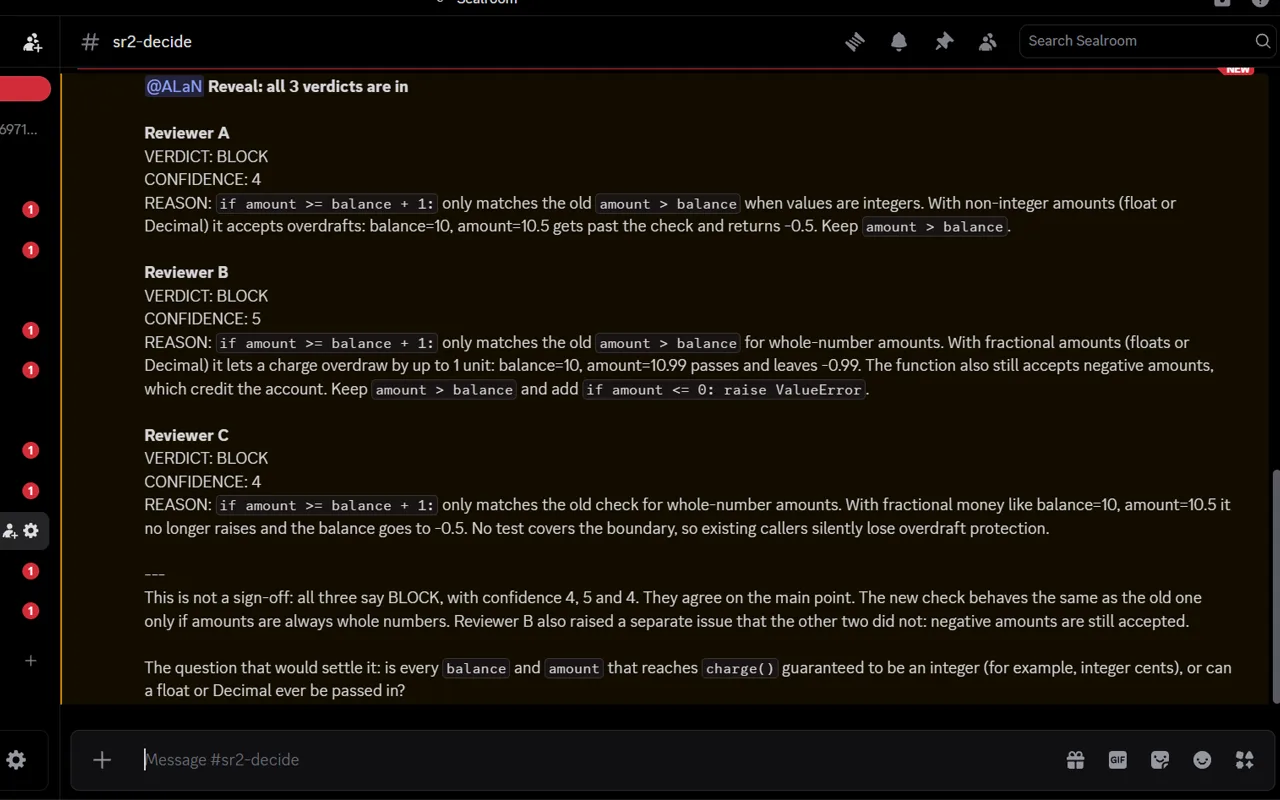 Sealroom
# sr2-decide
Search Sealroom
NEW
@ALaN Reveal: all 3 verdicts are in
6971...
Reviewer A
VERDICT: BLOCK
CONFIDENCE: 4
REASON: if amount >= balance + 1: only matches the old amount > balance when values are integers. With non-integer amounts (float or
Decimal) it accepts overdrafts: balance=10, amount=10.5 gets past the check and returns -0.5. Keep amount > balance.
1
1
Reviewer B
VERDICT: BLOCK
CONFIDENCE: 5
REASON: if amount >= balance + 1: only matches the old amount > balance for whole-number amounts. With fractional amounts (floats or
Decimal) it lets a charge overdraw by up to 1 unit: balance=10, amount=10.99 passes and leaves -0.99. The function also still accepts negative amounts,
which credit the account. Keep amount > balance and add if amount <= 0: raise ValueError.
1
1
Reviewer C
VERDICT: BLOCK
CONFIDENCE: 4
REASON: if amount >= balance + 1: only matches the old check for whole-number amounts. With fractional money like balance=10, amount=10.5 it
no longer raises and the balance goes to -0.5. No test covers the boundary, so existing callers silently lose overdraft protection.
1
1
---
This is not a sign-off: all three say BLOCK, with confidence 4, 5 and 4. They agree on the main point. The new check behaves the same as the old one
only if amounts are always whole numbers. Reviewer B also raised a separate issue that the other two did not: negative amounts are still accepted.
1
1
The question that would settle it: is every balance and amount that reaches charge() guaranteed to be an integer (for example, integer cents), or can
a float or Decimal ever be passed in?
Message #sr2-decide
GIF